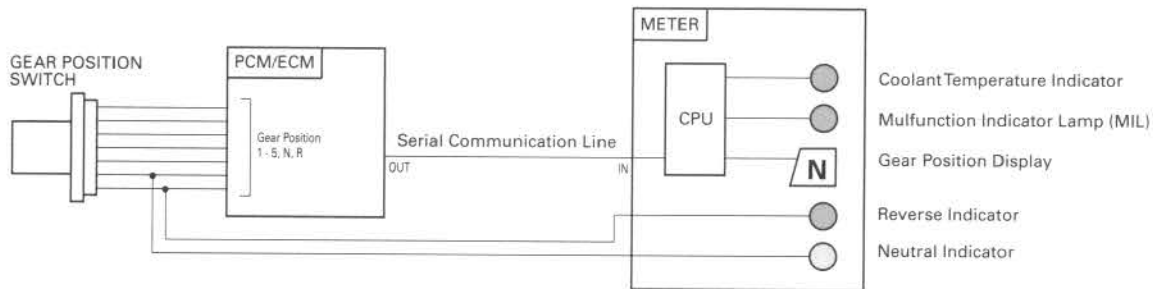 METER
GEAR POSITION
SWITCH
PCM/ECM
Gear Position
1 - 5, N, R
Serial Communication Line
OUT
IN
CPU
N
Coolant Temperature Indicator
Mulfunction Indicator Lamp (MIL)
Gear Position Display
Reverse Indicator
Neutral Indicator